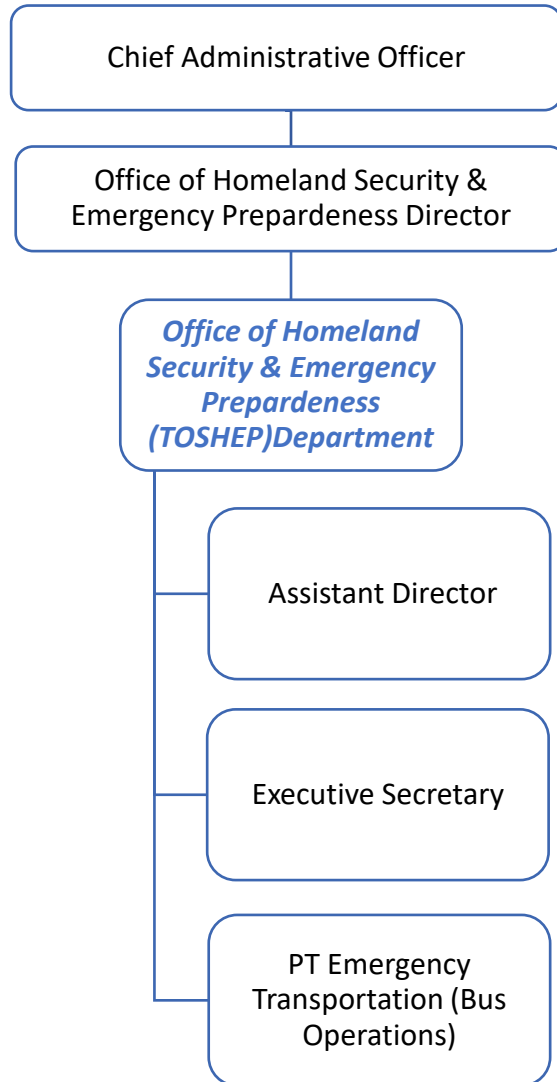 Chief Administrative Officer
Office of Homeland Security &
Emergency Prepardeness Director
Office of Homeland
Security & Emergency
Prepardeness
(TOSHEP)Department
Assistant Director
Executive Secretary
PT Emergency
Transportation (Bus
Operations)